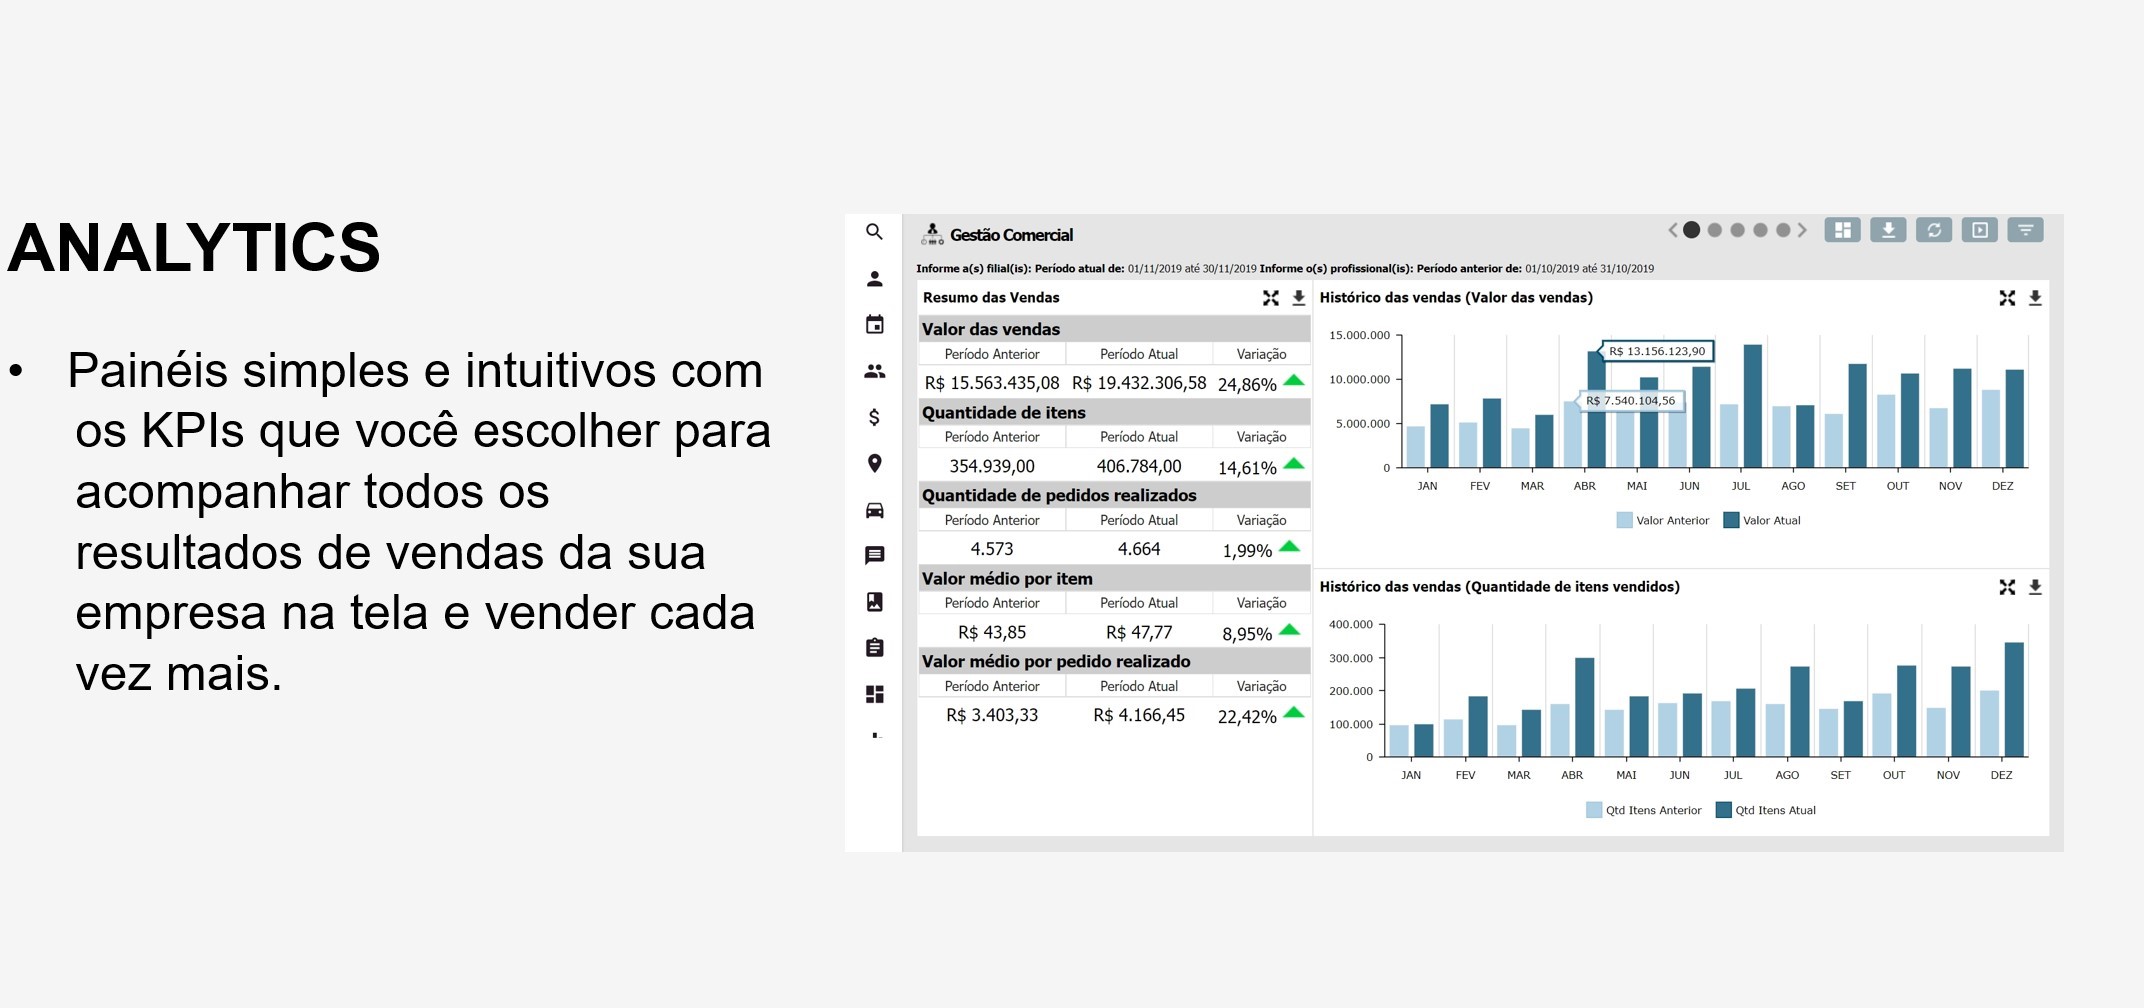 ANALYTICS
• Painéis simples e intuitivos com
os KPIs que você escolher para
acompanhar todos os
resultados de vendas da sua
empresa na tela e vender cada
vez mais.
Gestão Comercial
Informe a(s) filial(is): Período atual de: 01/11/2019 até 30/11/2019 Informe o(s) profissional(is): Período anterior de: 01/10/2019 até 31/10/2019
Resumo das Vendas
Valor das vendas
Período Anterior Período Atual Variação
R$ 15.563.435,08 R$ 19.432.306,58 24,86%
Quantidade de itens
Período Anterior Período Atual Variação
354.939,00 406.784,00 14,61%
Quantidade de pedidos realizados
Período Anterior Período Atual Variação
4.573 4.664 1,99%
Valor médio por item
Período Anterior Período Atual Variação
R$ 43,85 R$ 47,77 8,95%
Valor médio por pedido realizado
Período Anterior Período Atual Variação
R$ 3.403,33 R$ 4.166,45 22,42%
Histórico das vendas (Valor das vendas)
15.000.000
10.000.000
5.000.000
0
R$ 13.156.123,90
R$ 7.540.104,56
JAN FEV MAR ABR MAI JUN JUL AGO SET OUT NOV DEZ
Valor Anterior Valor Atual
Histórico das vendas (Quantidade de itens vendidos)
400.000
300.000
200.000
100.000
0
JAN FEV MAR ABR MAI JUN JUL AGO SET OUT NOV DEZ
Qtd Itens Anterior Qtd Itens Atual